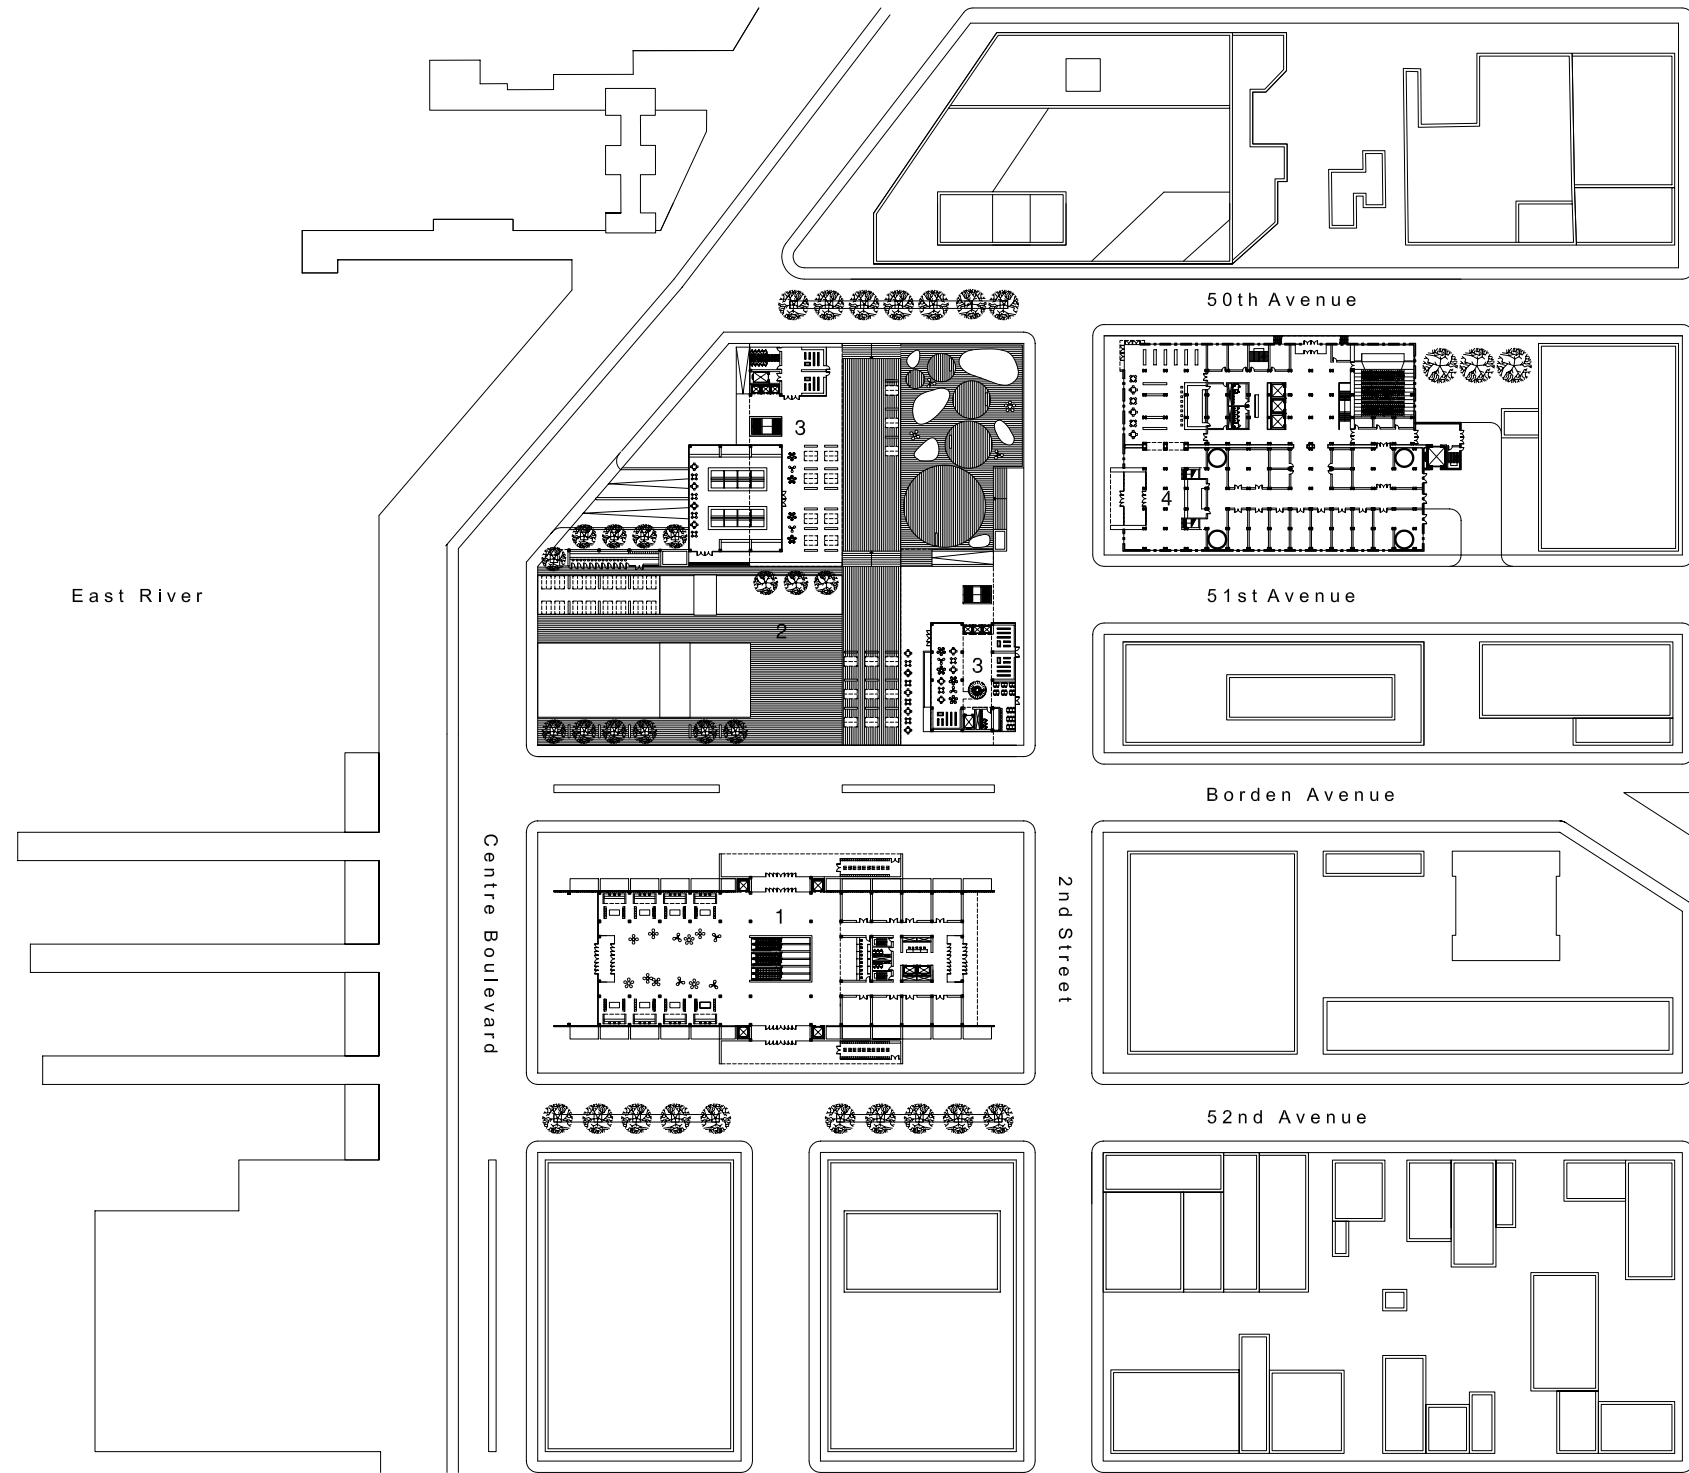 50th Avenue
3
4
East River
51st Avenue
2
3
Borden Avenue
Centre Boulevard
1
2nd Street
52nd Avenue